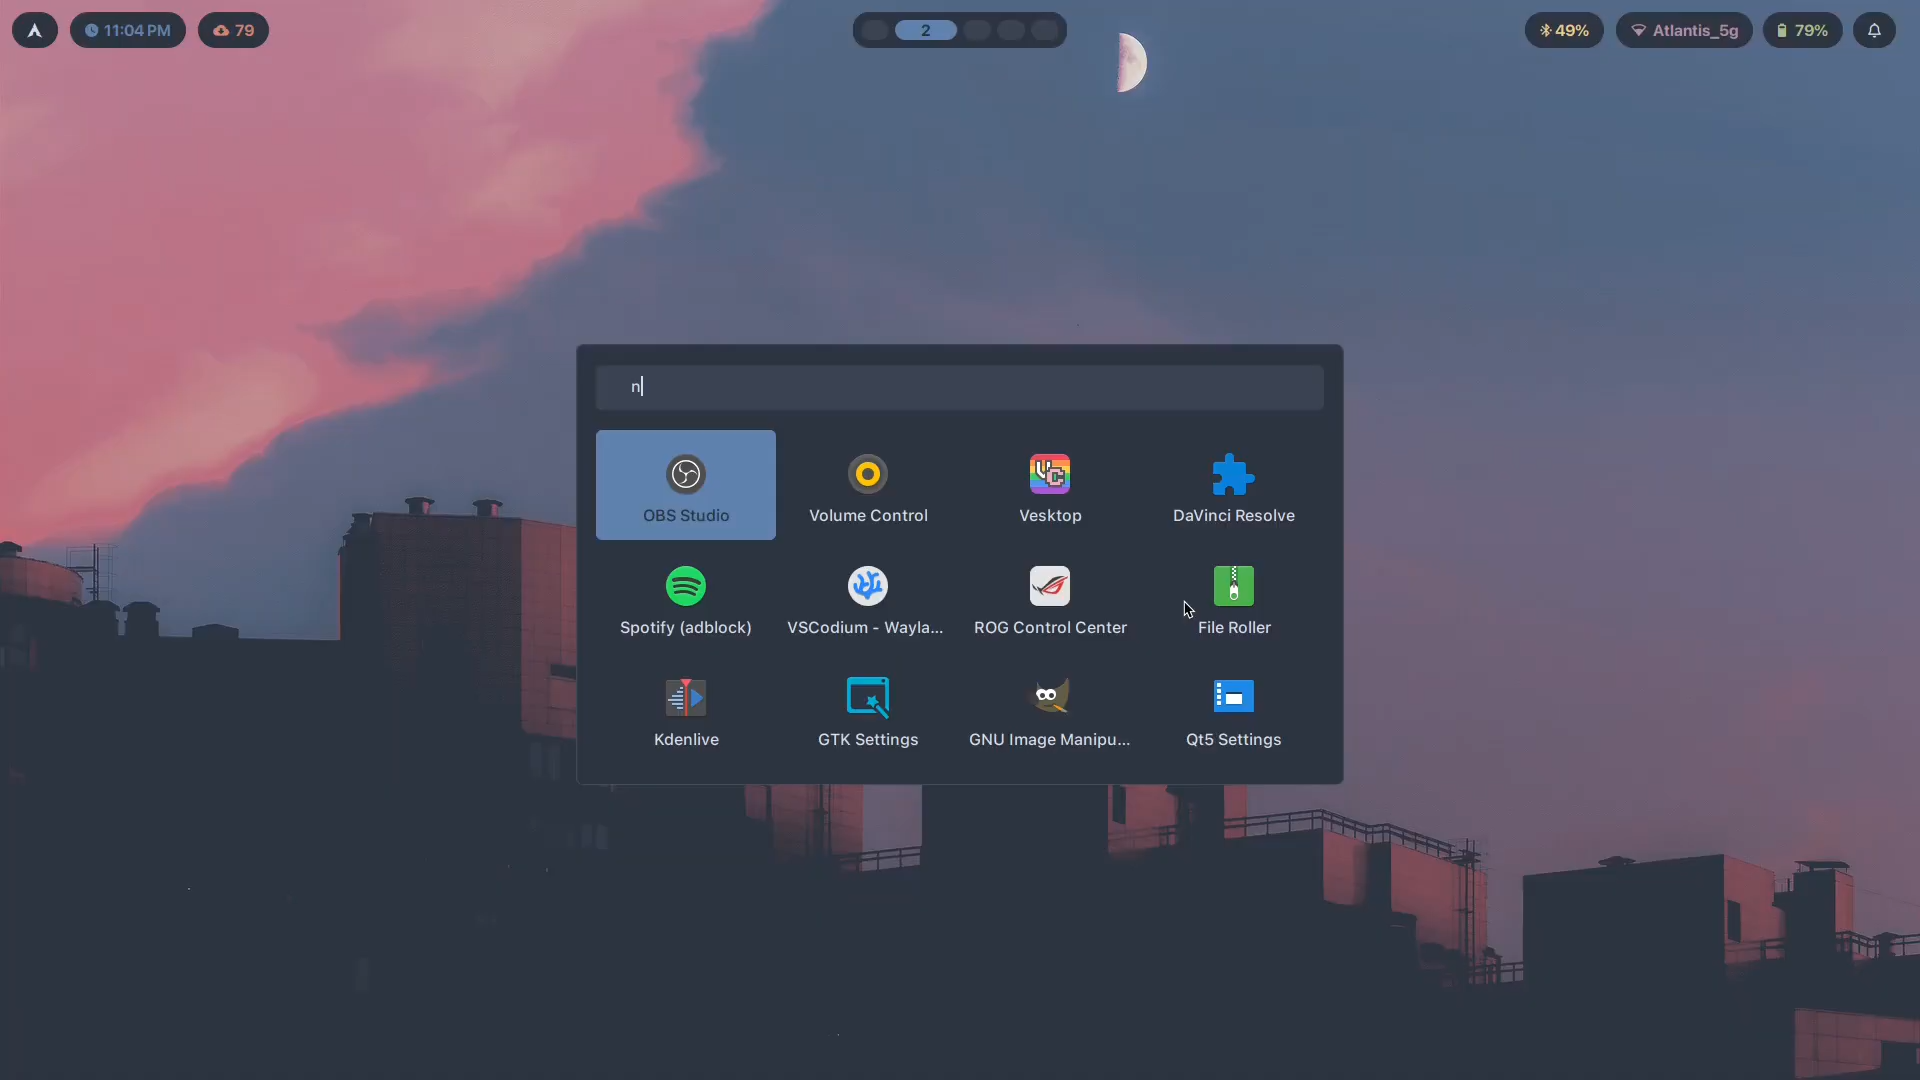 11:04 PM
79
2
49%
Atlantis_5g
79%
n
OBS Studio
Volume Control
Vesktop
DaVinci Resolve
Spotify (adblock)
VSCodium - Wayla...
ROG Control Center
File Roller
Kdenlive
GTK Settings
GNU Image Manipu...
Qt5 Settings